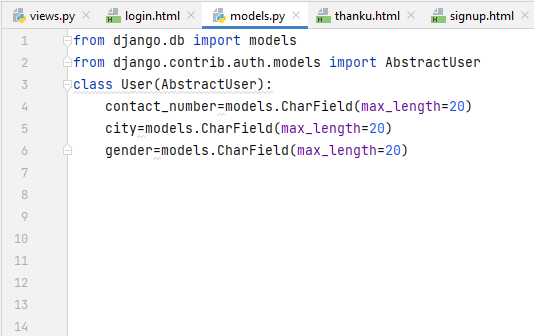 views.py login.html models.py thanku.html signup.html
1 from django.db import models
2 from django.contrib.auth.models import AbstractUser
3 class User(AbstractUser):
4 contact_number=models.CharField(max_length=20)
5 city=models.CharField(max_length=20)
6 gender=models.CharField(max_length=20)
7
8
9
10
11
12
13
14